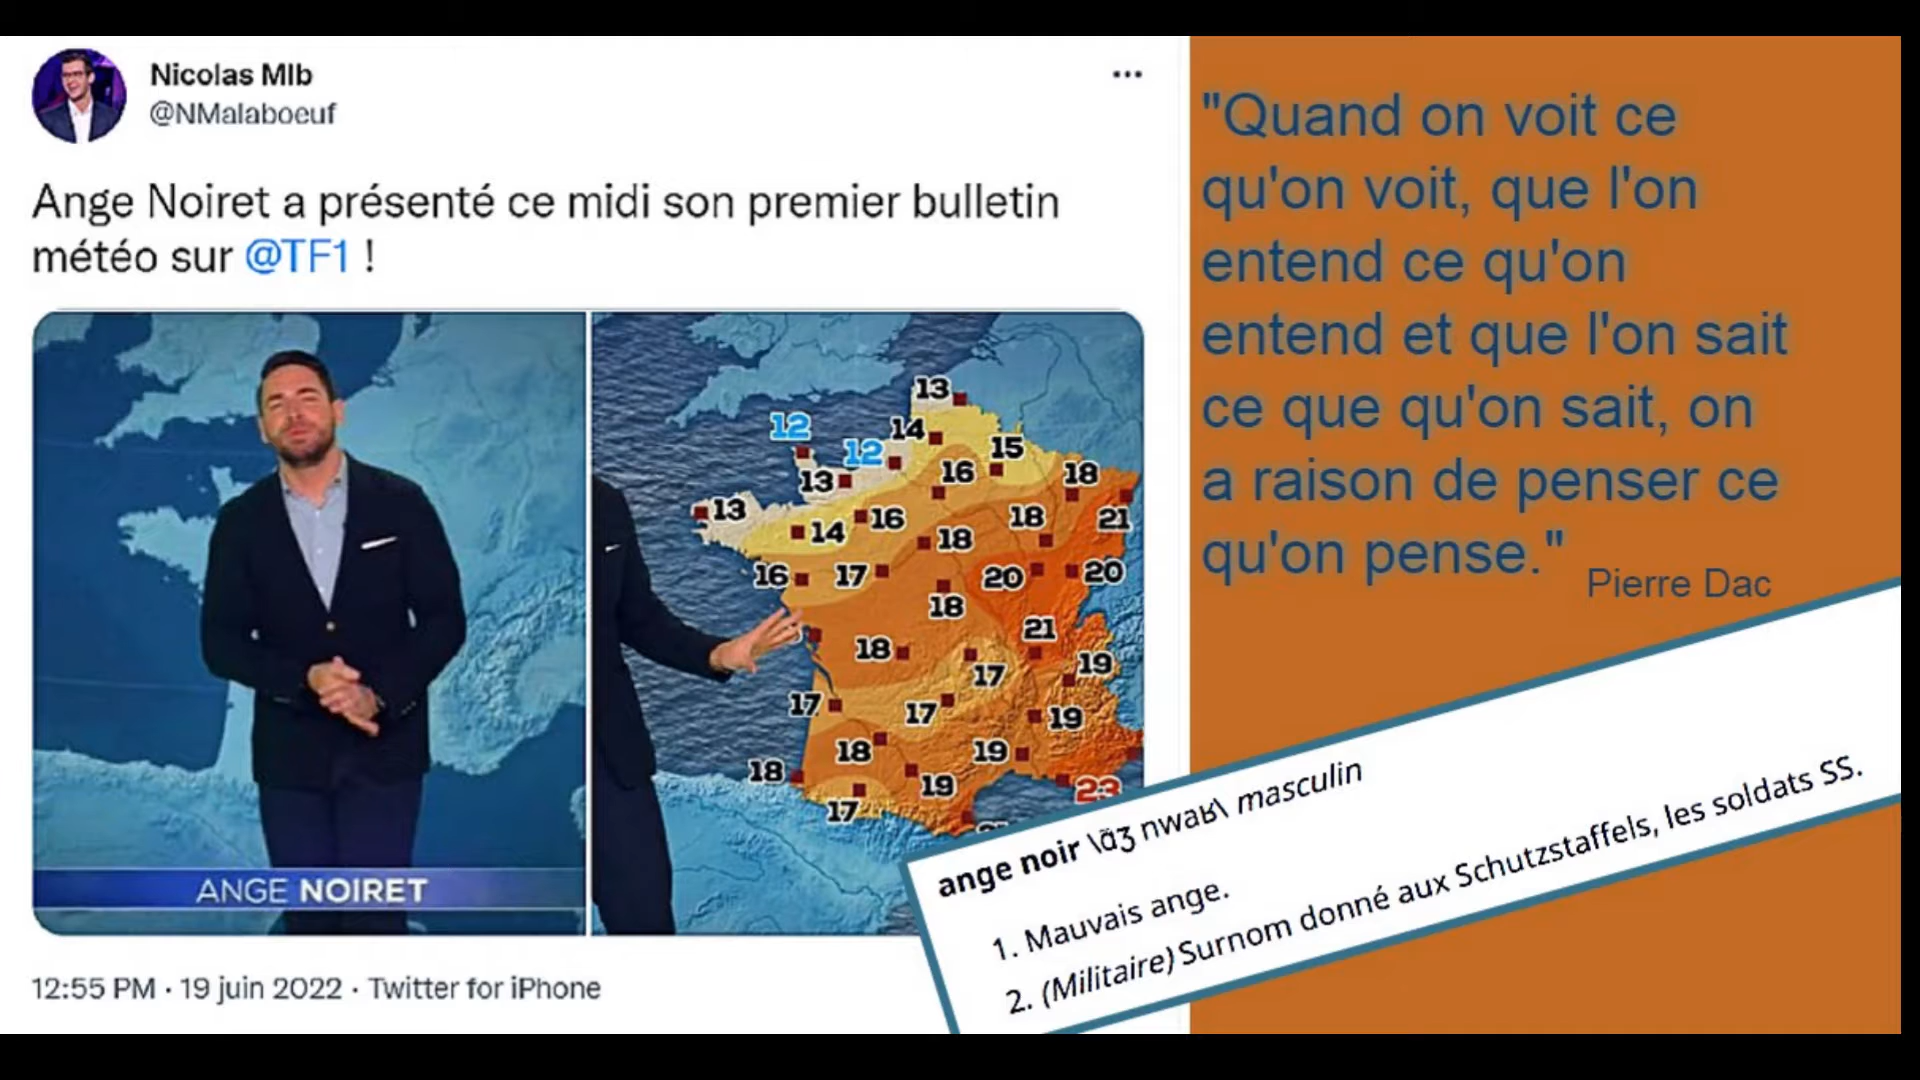 Nicolas Mlb
@NMalaboeuf
Ange Noiret a présenté ce midi son premier bulletin
météo sur @TF1 !
ANGE NOIRET
13
12
14
12
15
13
16
18
13
14
16
18
21
18
16
17
20
20
18
21
18
17
19
17
17
19
18
19
18
19
17
23
12:55 PM · 19 juin 2022 · Twitter for iPhone
"Quand on voit ce
qu'on voit, que l'on
entend ce qu'on
entend et que l'on sait
ce que qu'on sait, on
a raison de penser ce
qu'on pense."
Pierre Dac
ange noir \ɑ̃ʒ nwaʁ\ masculin
1. Mauvais ange.
2. (Militaire) Surnom donné aux Schutzstaffels, les soldats SS.